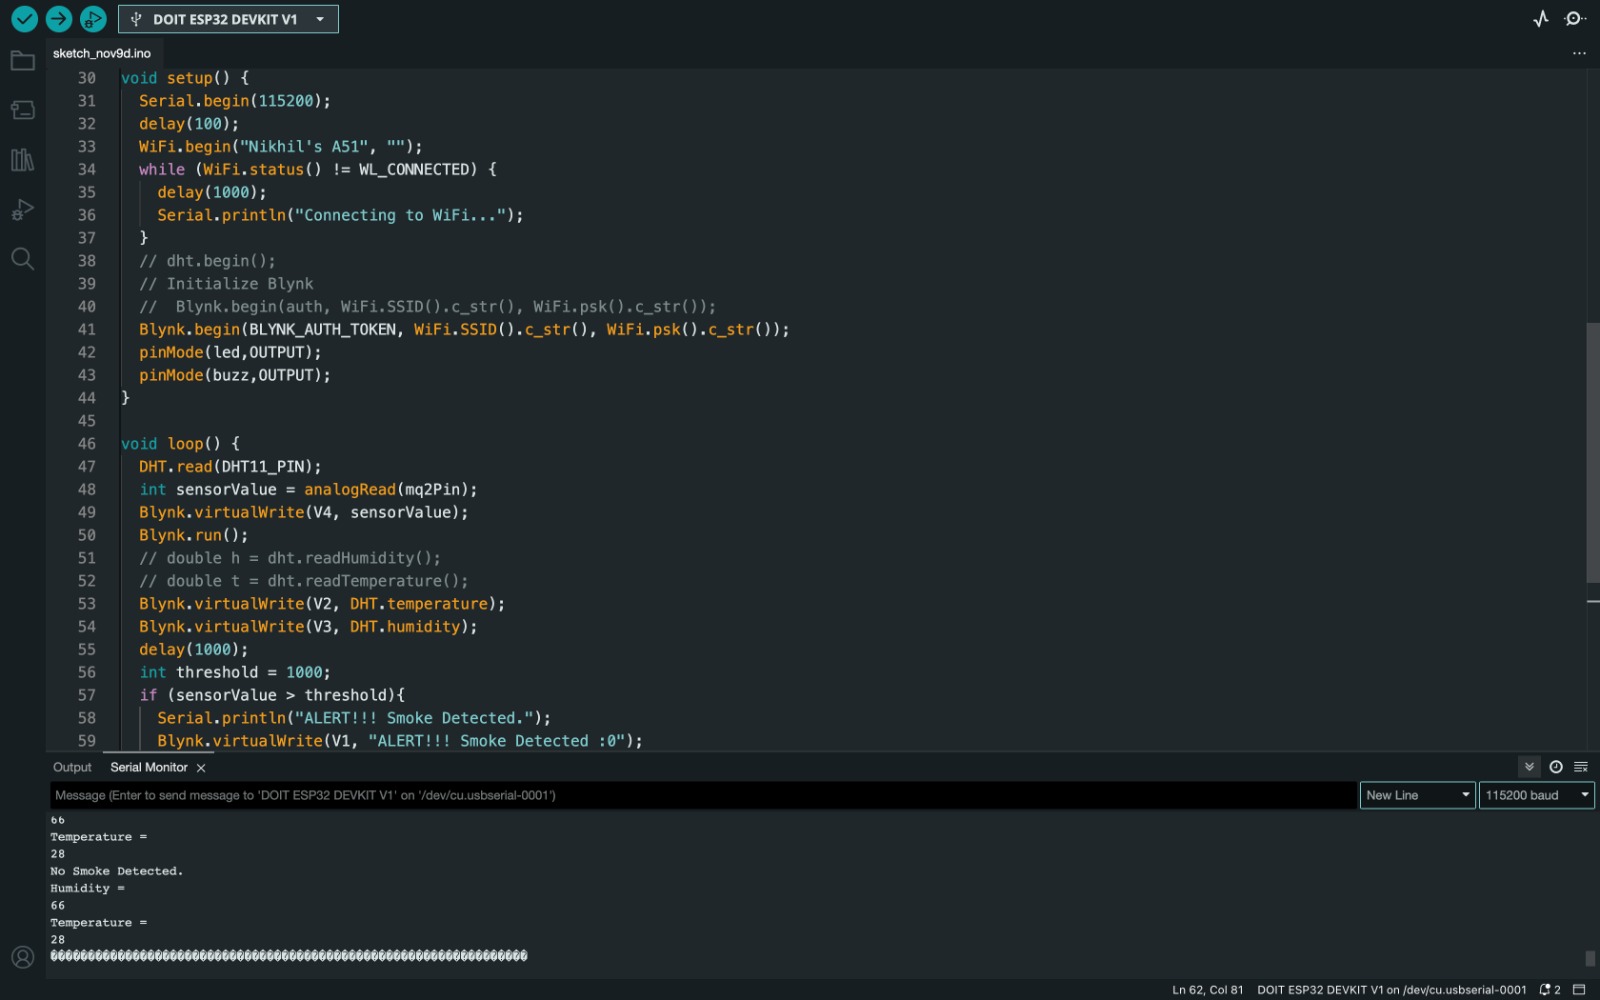 DOIT ESP32 DEVKIT V1
sketch_nov9d.ino
30 void setup() {
31 Serial.begin(115200);
32 delay(100);
33 WiFi.begin("Nikhil's A51", "");
34 while (WiFi.status() != WL_CONNECTED) {
35 delay(1000);
36 Serial.println("Connecting to WiFi...");
37 }
38 // dht.begin();
39 // Initialize Blynk
40 //  Blynk.begin(auth, WiFi.SSID().c_str(), WiFi.psk().c_str());
41 Blynk.begin(BLYNK_AUTH_TOKEN, WiFi.SSID().c_str(), WiFi.psk().c_str());
42 pinMode(led,OUTPUT);
43 pinMode(buzz,OUTPUT);
44 }
45
46 void loop() {
47 DHT.read(DHT11_PIN);
48 int sensorValue = analogRead(mq2Pin);
49 Blynk.virtualWrite(V4, sensorValue);
50 Blynk.run();
51 // double h = dht.readHumidity();
52 // double t = dht.readTemperature();
53 Blynk.virtualWrite(V2, DHT.temperature);
54 Blynk.virtualWrite(V3, DHT.humidity);
55 delay(1000);
56 int threshold = 1000;
57 if (sensorValue > threshold){
58 Serial.println("ALERT!!! Smoke Detected.");
59 Blynk.virtualWrite(V1, "ALERT!!! Smoke Detected :0");
Output Serial Monitor
Message (Enter to send message to 'DOIT ESP32 DEVKIT V1' on '/dev/cu.usbserial-0001') New Line 115200 baud
66
Temperature =
28
No Smoke Detected.
Humidity =
66
Temperature =
28
Ln 62, Col 81 DOIT ESP32 DEVKIT V1 on /dev/cu.usbserial-0001 2